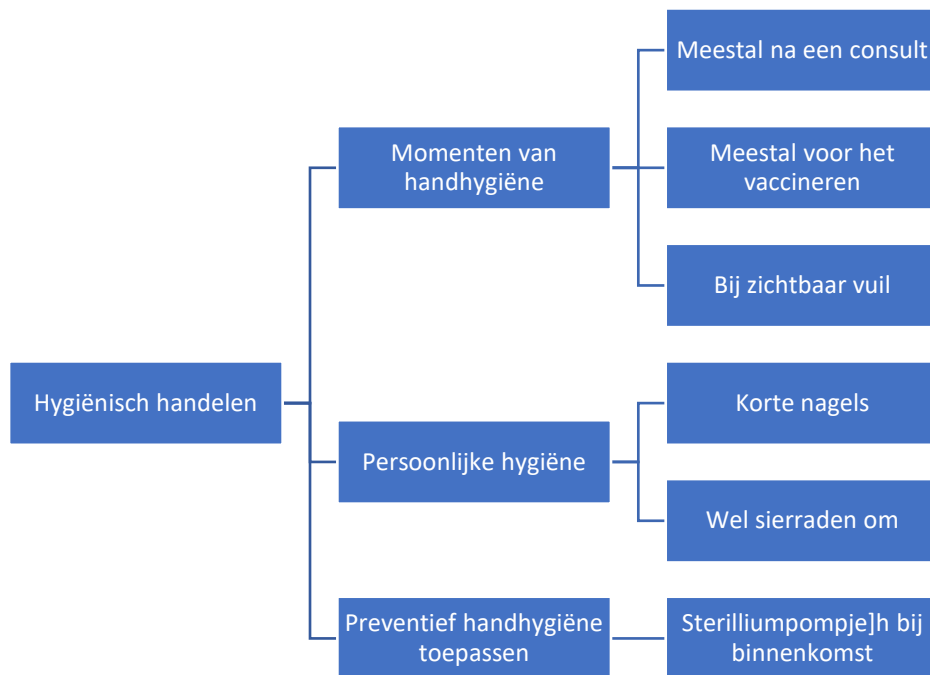 Hygiënisch handelen
Momenten van
handhygiëne
Meestal na een consult
Meestal voor het
vaccineren
Bij zichtbaar vuil
Persoonlijke hygiëne
Korte nagels
Wel sierraden om
Preventief handhygiëne
toepassen
Sterilliumpompje]h bij
binnenkomst